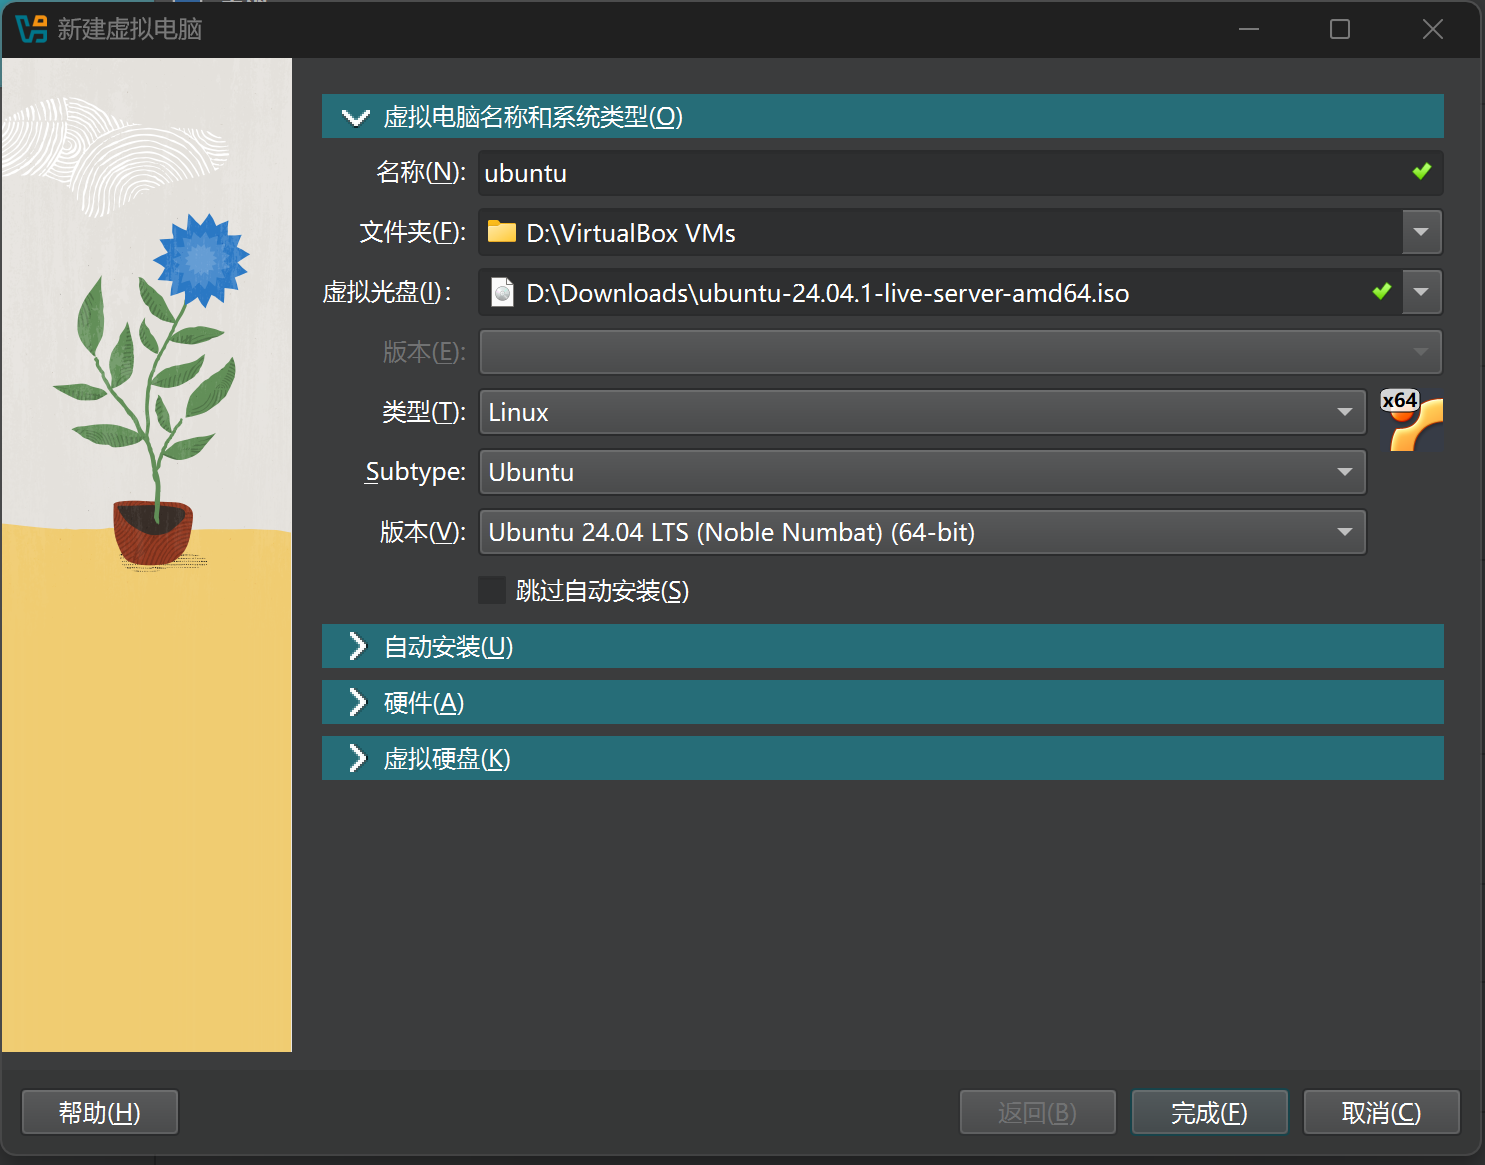 新建虚拟电脑
虚拟电脑名称和系统类型(O)
名称(N): ubuntu
文件夹(F): D:\VirtualBox VMs
虚拟光盘(I): D:\Downloads\ubuntu-24.04.1-live-server-amd64.iso
版本(E):
类型(T): Linux
x64
Subtype: Ubuntu
版本(V): Ubuntu 24.04 LTS (Noble Numbat) (64-bit)
跳过自动安装(S)
自动安装(U)
硬件(A)
虚拟硬盘(K)
帮助(H) 返回(B) 完成(F) 取消(C)